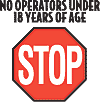 NO OPERATORS UNDER
18 YEARS OF AGE
STOP